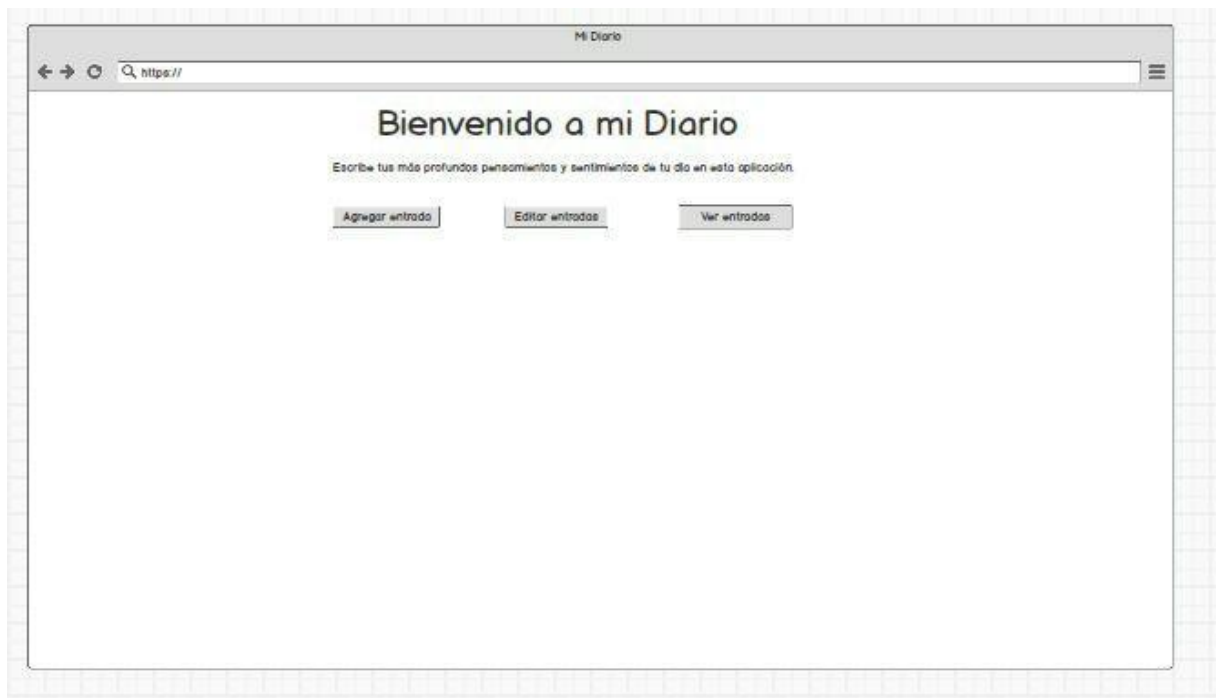 Mi Diario
https://
Bienvenido a mi Diario
Escribe tus más profundos pensamientos y sentimientos de tu día en esta aplicación.
Agregar entrada Editar entradas Ver entradas